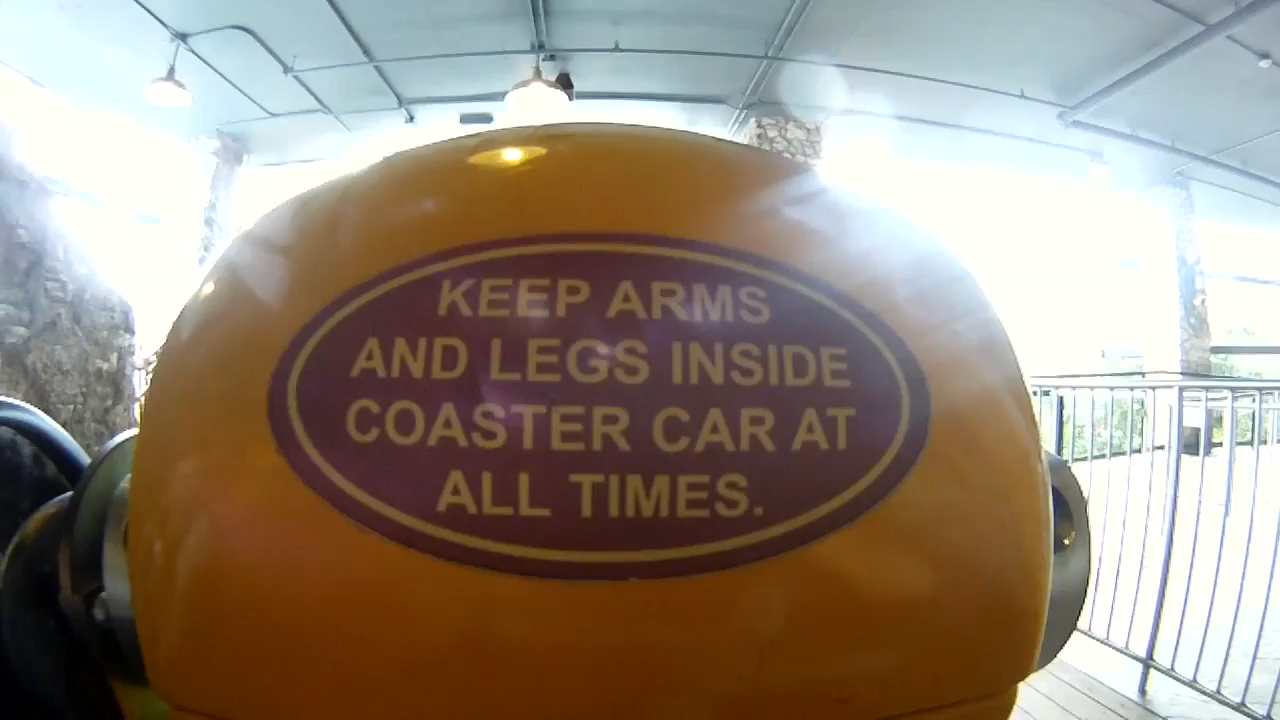 KEEP ARMS
AND LEGS INSIDE
COASTER CAR AT
ALL TIMES.